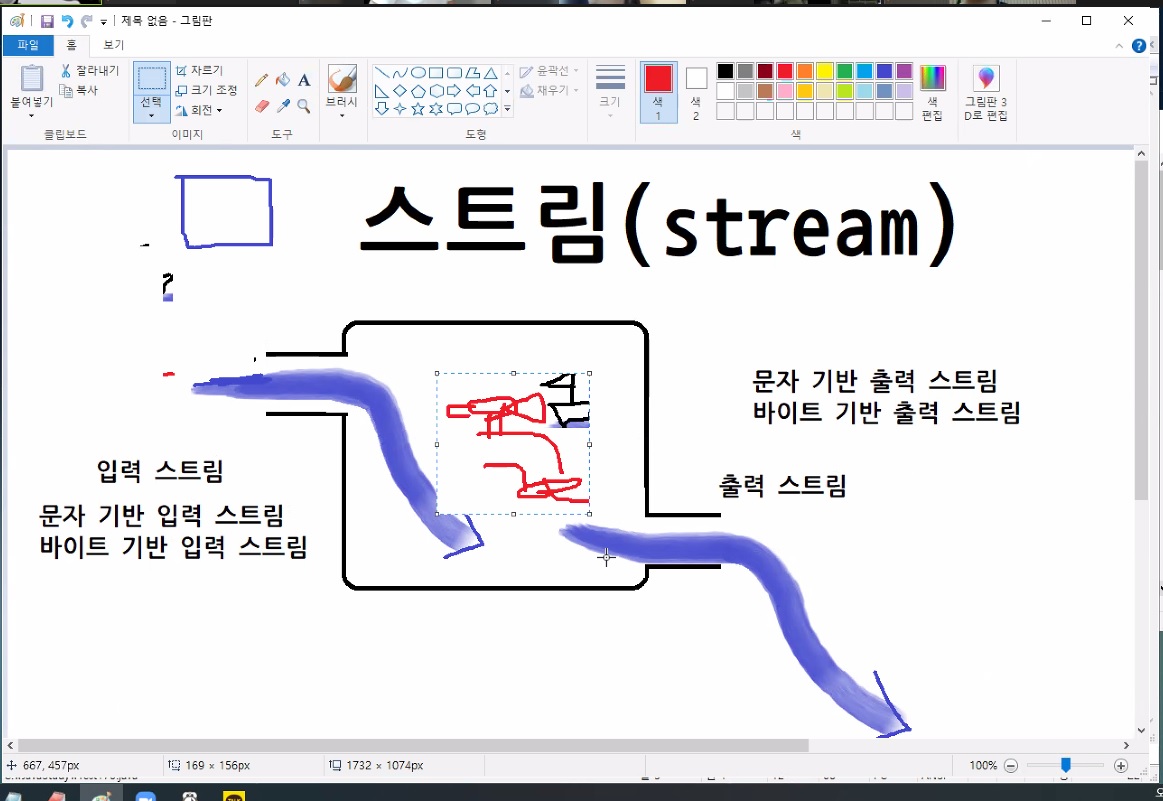 제목 없음 - 그림판
파일 홈 보기
붙여넣기
잘라내기
복사
클립보드
선택
자르기
크기 조정
회전
이미지
A
도구
브러시
윤곽선
채우기
도형
크기
색
1
색
2
색
편집
색
그림판 3
D로 편집
스트림(stream)
문자 기반 출력 스트림
바이트 기반 출력 스트림
입력 스트림
출력 스트림
문자 기반 입력 스트림
바이트 기반 입력 스트림
667, 457px
169 × 156px
1732 × 1074px
100%